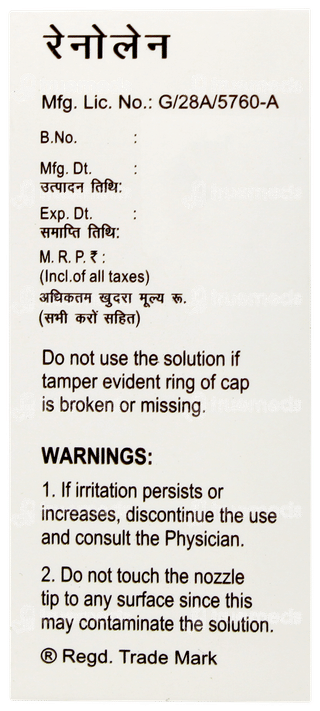 रेनोलेन
Mfg. Lic. No.: G/28A/5760-A
B.No. :
Mfg. Dt. :
उत्पादन तिथि:
Exp. Dt. :
समाप्ति तिथि:
M. R. P. ₹ :
(Incl.of all taxes)
अधिकतम खुदरा मूल्य रू.
(सभी करों सहित)
Do not use the solution if
tamper evident ring of cap
is broken or missing.
WARNINGS:
1. If irritation persists or
increases, discontinue the use
and consult the Physician.
2. Do not touch the nozzle
tip to any surface since this
may contaminate the solution.
® Regd. Trade Mark